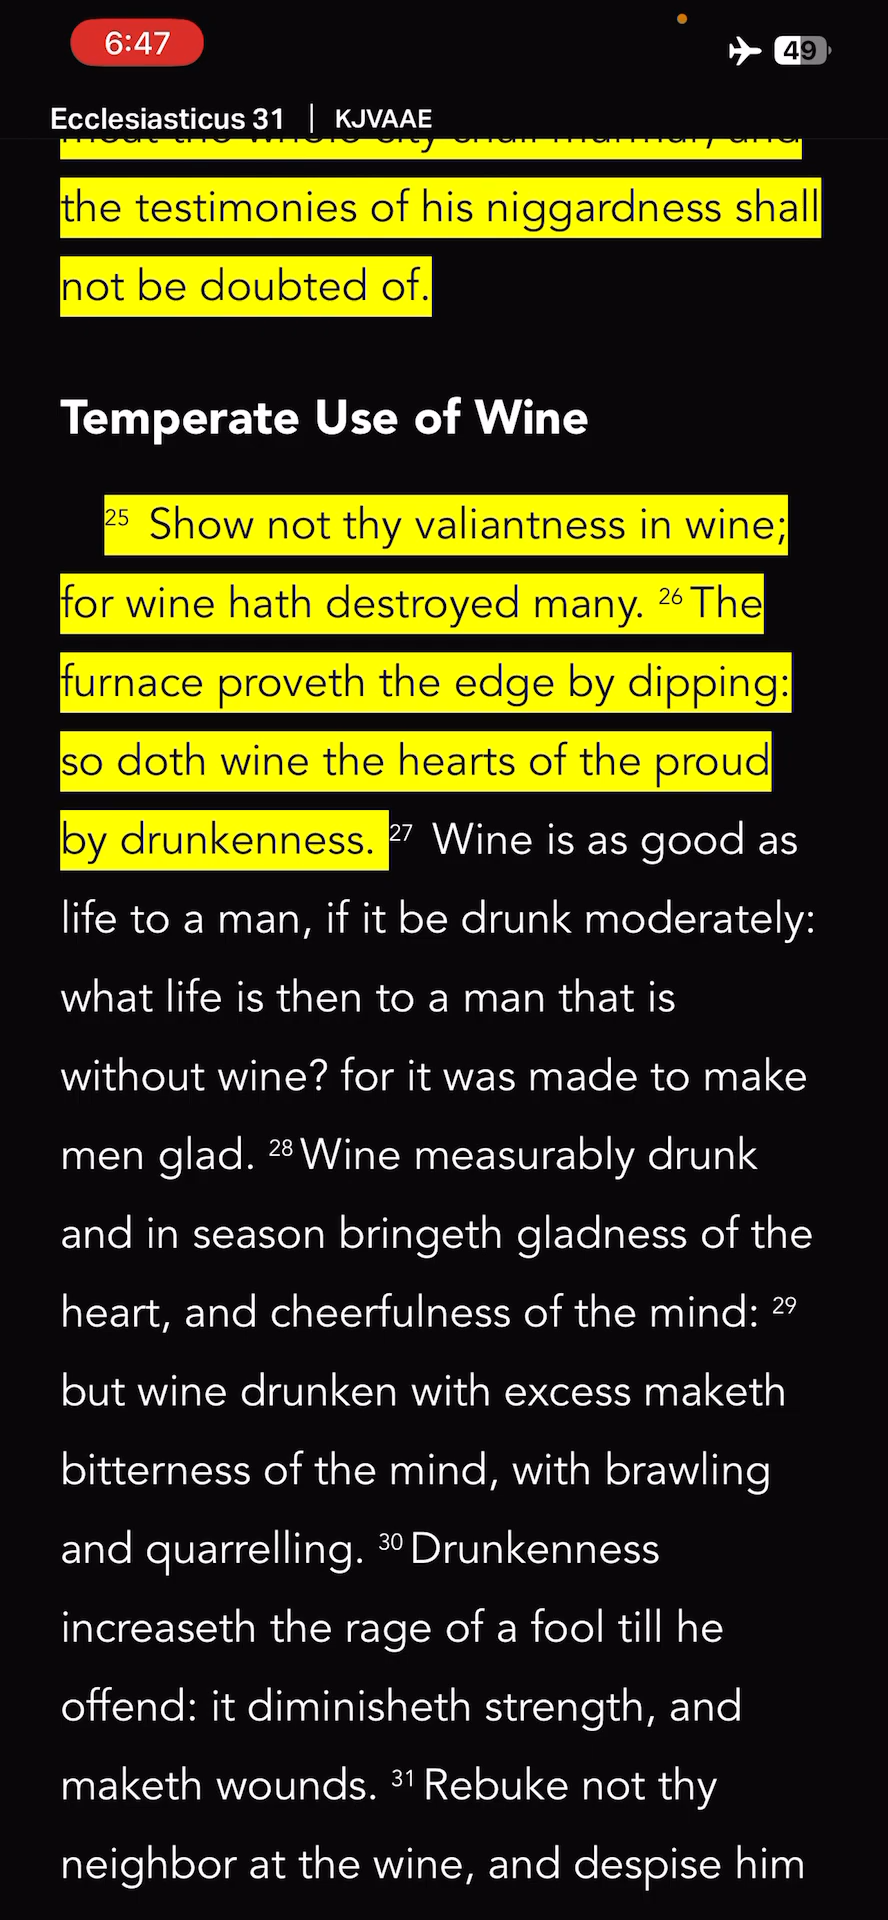 6:47
49
Ecclesiasticus 31 | KJVAAE
the whole city shall murmur; and
the testimonies of his niggardness shall
not be doubted of.
Temperate Use of Wine
25 Show not thy valiantness in wine;
for wine hath destroyed many. 26 The
furnace proveth the edge by dipping:
so doth wine the hearts of the proud
by drunkenness. 27 Wine is as good as
life to a man, if it be drunk moderately:
what life is then to a man that is
without wine? for it was made to make
men glad. 28 Wine measurably drunk
and in season bringeth gladness of the
heart, and cheerfulness of the mind: 29
but wine drunken with excess maketh
bitterness of the mind, with brawling
and quarrelling. 30 Drunkenness
increaseth the rage of a fool till he
offend: it diminisheth strength, and
maketh wounds. 31 Rebuke not thy
neighbor at the wine, and despise him